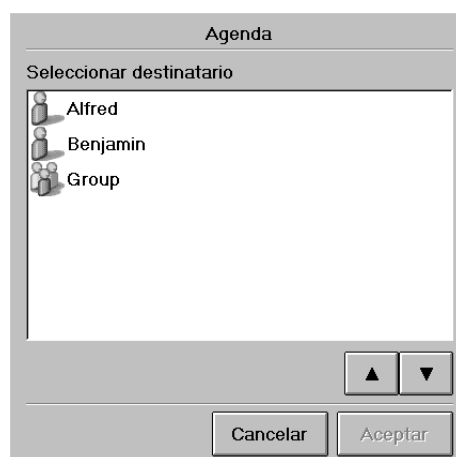 Agenda
Seleccionar destinatario
Alfred
Benjamin
Group
Cancelar Aceptar